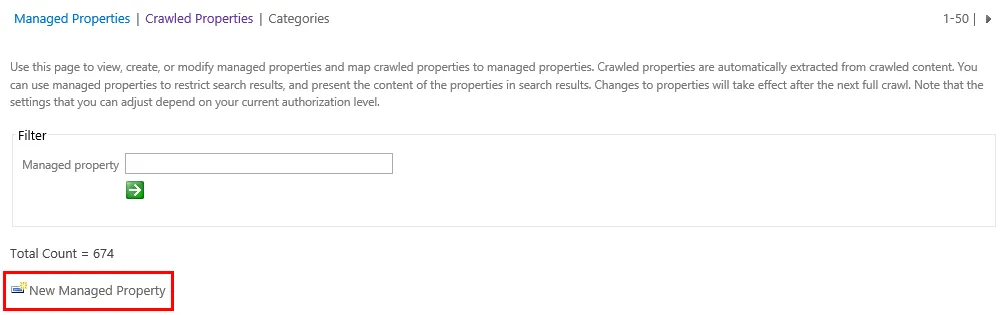 Managed Properties | Crawled Properties | Categories 1-50 |
Use this page to view, create, or modify managed properties and map crawled properties to managed properties. Crawled properties are automatically extracted from crawled content. You
can use managed properties to restrict search results, and present the content of the properties in search results. Changes to properties will take effect after the next full crawl. Note that the
settings that you can adjust depend on your current authorization level.
Filter
Managed property
Total Count = 674
New Managed Property